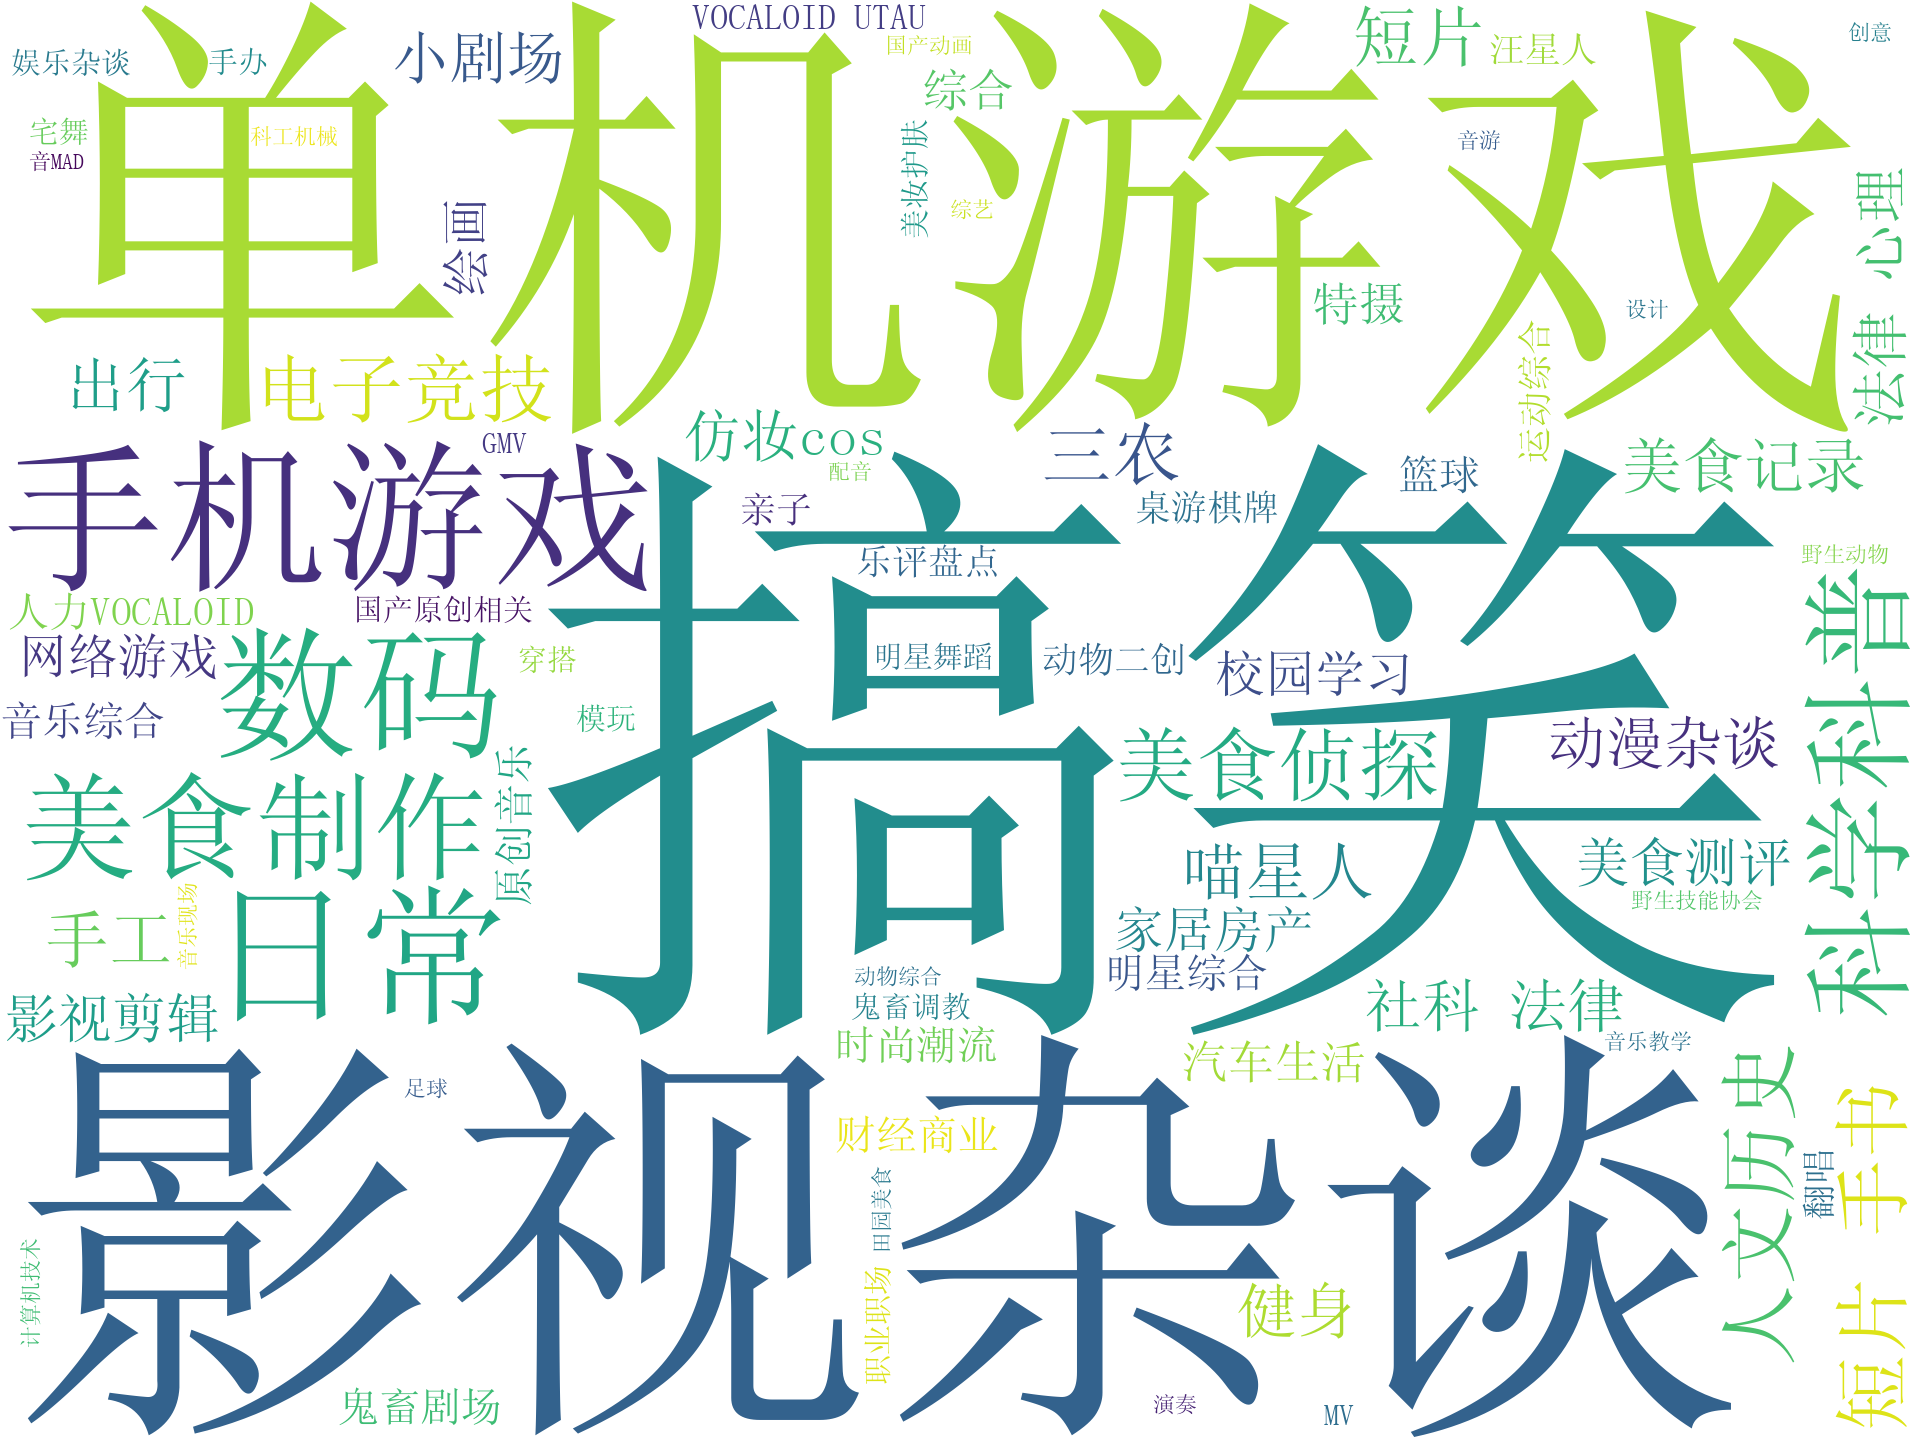 单机游戏
搞笑
影视杂谈
手机游戏
VOCALOID UTAU
国产动画
短片
汪星人
创意
娱乐杂谈
手办
小剧场
综合
宅舞
音MAD
科工机械
美妆护肤
综艺
音游
绘画
特摄
设计
法律 心理
出行
电子竞技
GMV
仿妆cos
配音
三农
运动综合
篮球
美食记录
亲子
桌游棋牌
乐评盘点
野生动物
人力VOCALOID
国产原创相关
网络游戏
数码
穿搭
明星舞蹈
动物二创
校园学习
科学科普
音乐综合
模玩
原创音乐
美食侦探
动漫杂谈
美食制作
喵星人
美食测评
野生技能协会
手工
音乐现场
日常
家居房产
明星综合
动物综合
鬼畜调教
影视剪辑
时尚潮流
社科 法律
音乐教学
汽车生活
足球
财经商业
人文历史
翻唱
短片 手书
田园美食
计算机技术
职业职场
健身
鬼畜剧场
演奏
MV